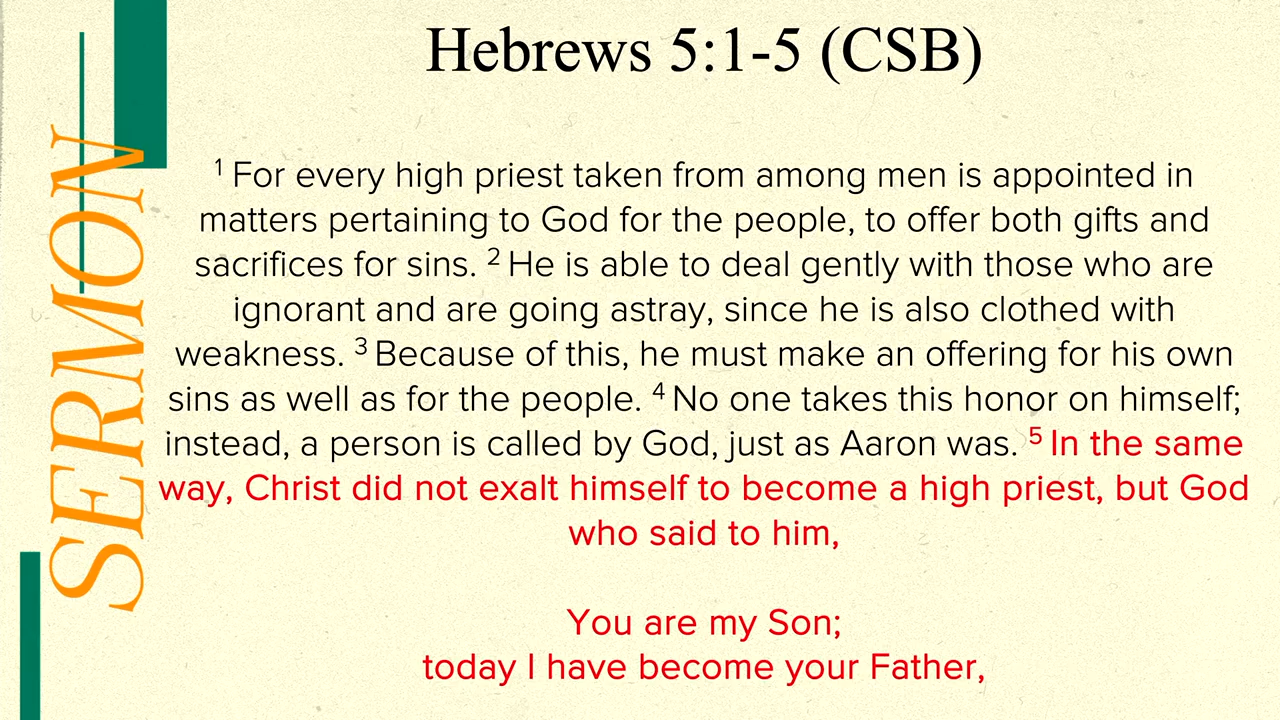 Hebrews 5:1-5 (CSB)
SERMON
1 For every high priest taken from among men is appointed in
matters pertaining to God for the people, to offer both gifts and
sacrifices for sins. 2 He is able to deal gently with those who are
ignorant and are going astray, since he is also clothed with
weakness. 3 Because of this, he must make an offering for his own
sins as well as for the people. 4 No one takes this honor on himself;
instead, a person is called by God, just as Aaron was. 5 In the same
way, Christ did not exalt himself to become a high priest, but God
who said to him,
You are my Son;
today I have become your Father,